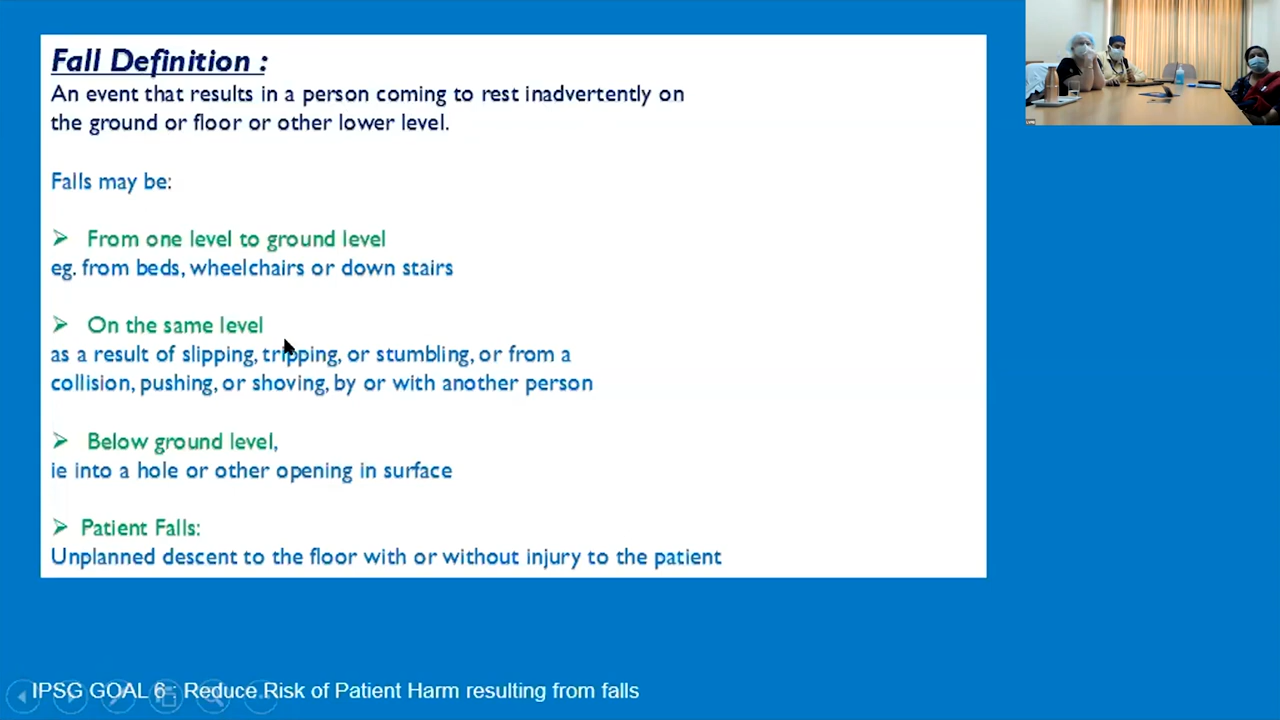 Fall Definition :
An event that results in a person coming to rest inadvertently on
the ground or floor or other lower level.
Falls may be:
➢ From one level to ground level
eg. from beds, wheelchairs or down stairs
➢ On the same level
as a result of slipping, tripping, or stumbling, or from a
collision, pushing, or shoving, by or with another person
➢ Below ground level,
ie into a hole or other opening in surface
➢ Patient Falls:
Unplanned descent to the floor with or without injury to the patient
IPSG GOAL 6 : Reduce Risk of Patient Harm resulting from falls